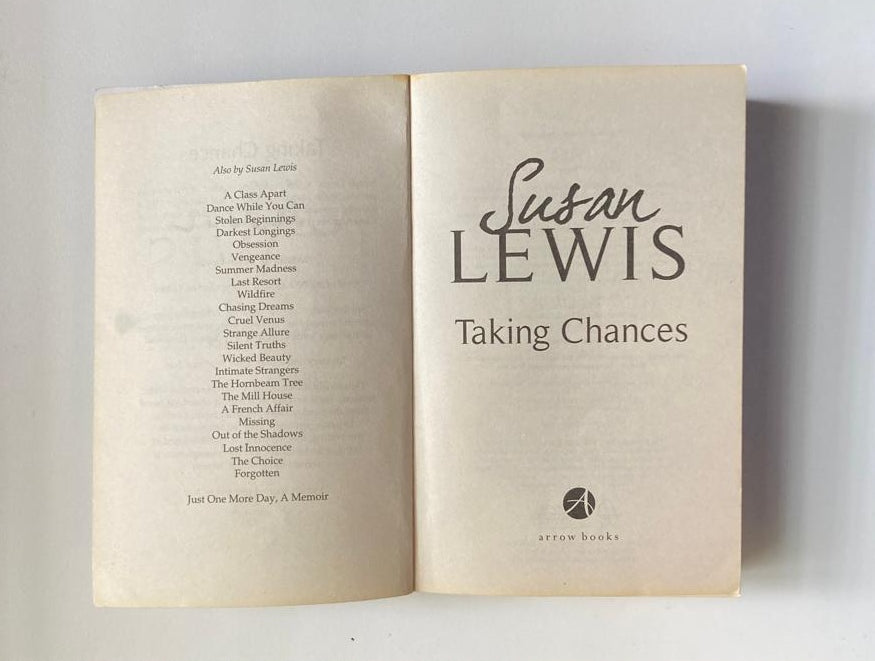 Also by Susan Lewis
A Class Apart
Dance While You Can
Stolen Beginnings
Darkest Longings
Obsession
Vengeance
Summer Madness
Last Resort
Wildfire
Chasing Dreams
Cruel Venus
Strange Allure
Silent Truths
Wicked Beauty
Intimate Strangers
The Hornbeam Tree
The Mill House
A French Affair
Missing
Out of the Shadows
Lost Innocence
The Choice
Forgotten
Just One More Day, A Memoir
Susan
LEWIS
Taking Chances
A
arrow books